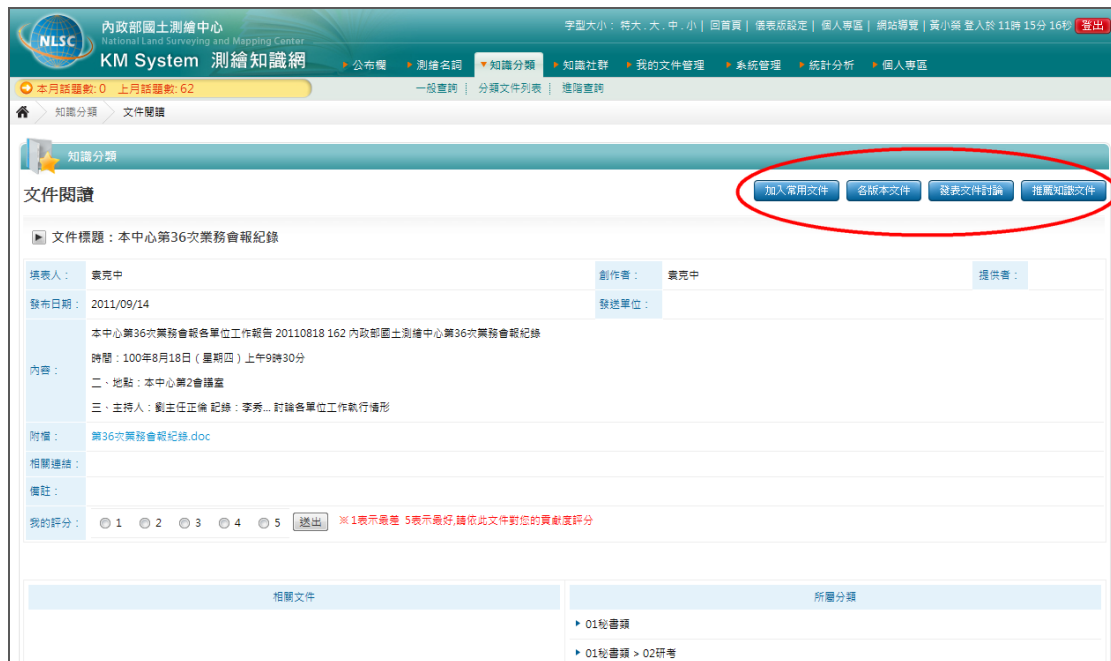 NLSC
內政部國土測繪中心
National Land Surveying and Mapping Center
KM System 測繪知識網
字型大小：特大.大.中.小 | 回首頁 | 儀表版設定 | 個人專區 | 網站導覽 | 黃小榮 登入於 11時 15分 16秒 登出
公布欄 測繪名詞 知識分類 知識社群 我的文件管理 系統管理 統計分析 個人專區
本月話題數: 0 上月話題數: 62
一般查詢 | 分類文件列表 | 進階查詢
知識分類 文件閱讀
知識分類
文件閱讀
加入常用文件 各版本文件 發表文件討論 推薦知識文件
文件標題：本中心第36次業務會報紀錄
填表人： 袁克中 創作者： 袁克中 提供者：
發布日期： 2011/09/14 發送單位：
內容：
本中心第36次業務會報各單位工作報告 20110818 162 內政部國土測繪中心第36次業務會報紀錄
時間：100年8月18日（星期四）上午9時30分
二、地點：本中心第2會議室
三、主持人：劉主任正倫 記錄：李秀... 討論各單位工作執行情形
附檔： 第36次業務會報紀錄.doc
相關連結：
備註：
我的評分： 1 2 3 4 5 送出 ※1表示最差 5表示最好,請依此文件對您的貢獻度評分
相關文件 所屬分類
01秘書類
01秘書類 > 02研考